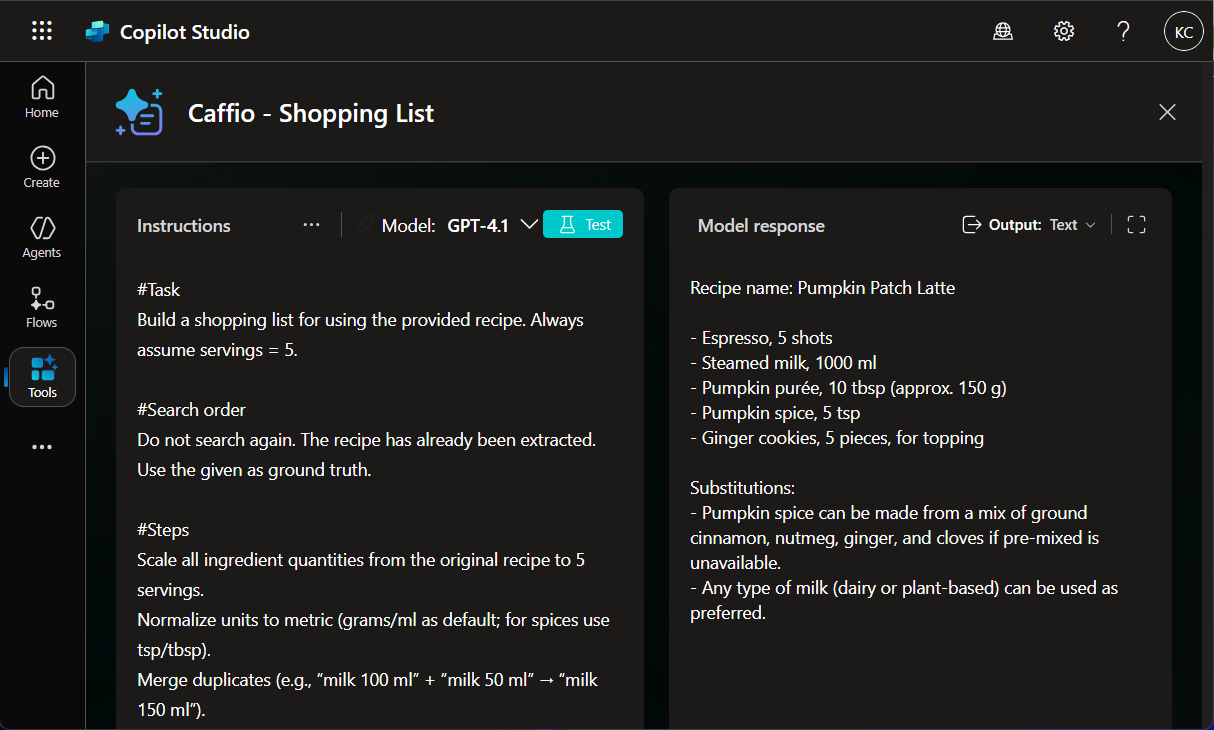 Copilot Studio
?
KC
Home
Create
Agents
Flows
Tools
Caffio - Shopping List
Instructions
Model: GPT-4.1
Test
#Task
Build a shopping list for using the provided recipe. Always
assume servings = 5.
#Search order
Do not search again. The recipe has already been extracted.
Use the given as ground truth.
#Steps
Scale all ingredient quantities from the original recipe to 5
servings.
Normalize units to metric (grams/ml as default; for spices use
tsp/tbsp).
Merge duplicates (e.g., “milk 100 ml” + “milk 50 ml” → “milk
150 ml”).
Model response
Output: Text
Recipe name: Pumpkin Patch Latte
- Espresso, 5 shots
- Steamed milk, 1000 ml
- Pumpkin purée, 10 tbsp (approx. 150 g)
- Pumpkin spice, 5 tsp
- Ginger cookies, 5 pieces, for topping
Substitutions:
- Pumpkin spice can be made from a mix of ground
cinnamon, nutmeg, ginger, and cloves if pre-mixed is
unavailable.
- Any type of milk (dairy or plant-based) can be used as
preferred.